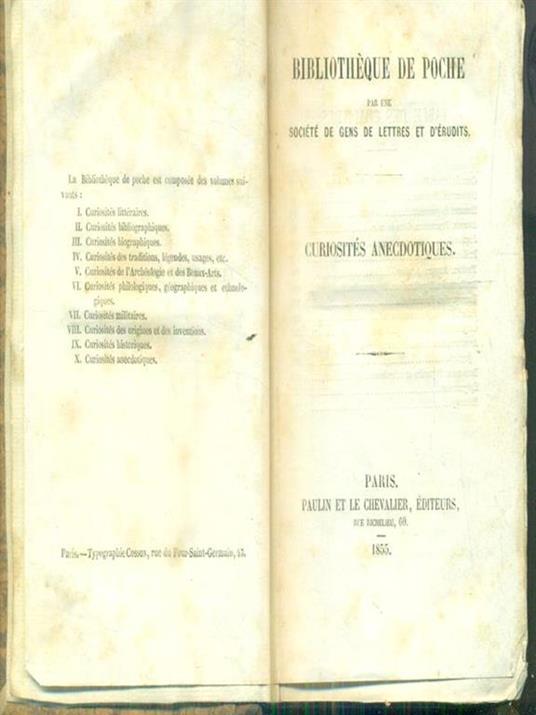 La Bibliothèque de poche est composée des volumes sui-
vants :
I. Curiosités littéraires.
II. Curiosités bibliographiques.
III. Curiosités biographiques.
IV. Curiosités des traditions, légendes, usages, etc.
V. Curiosités de l'Archéologie et des Beaux-Arts.
VI. Curiosités philologiques, géographiques et ethnolo-
giques.
VII. Curiosités militaires.
VIII. Curiosités des origines et des inventions.
IX. Curiosités historiques.
X. Curiosités anecdotiques.
Paris.—Typographie Cosson, rue du Four-Saint-Germain, 43.
BIBLIOTHÈQUE DE POCHE
PAR UNE
SOCIÉTÉ DE GENS DE LETTRES ET D'ÉRUDITS.
CURIOSITÉS ANECDOTIQUES.
PARIS.
PAULIN ET LE CHEVALIER, ÉDITEURS,
RUE RICHELIEU, 60.
1855.